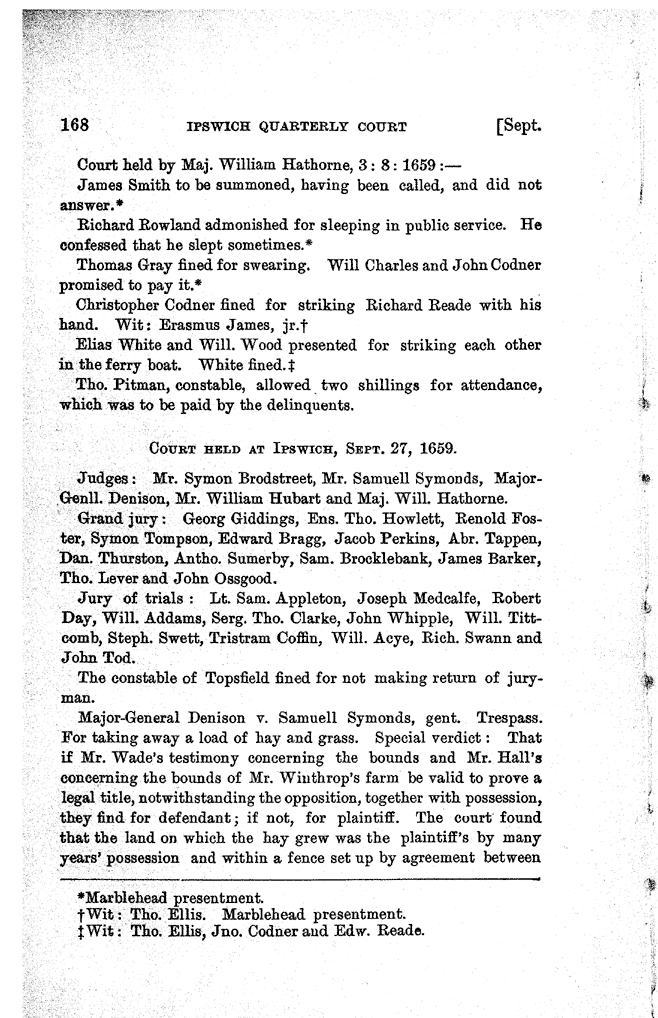 168 IPSWICH QUARTERLY COURT [Sept.
Court held by Maj. William Hathorne, 3 : 8 : 1659 :—
James Smith to be summoned, having been called, and did not
answer.*
Richard Rowland admonished for sleeping in public service. He
confessed that he slept sometimes.*
Thomas Gray fined for swearing. Will Charles and John Codner
promised to pay it.*
Christopher Codner fined for striking Richard Reade with his
hand. Wit: Erasmus James, jr.†
Elias White and Will. Wood presented for striking each other
in the ferry boat. White fined.‡
Tho. Pitman, constable, allowed two shillings for attendance,
which was to be paid by the delinquents.
COURT HELD AT IPSWICH, SEPT. 27, 1659.
Judges: Mr. Symon Brodstreet, Mr. Samuell Symonds, Major-
Genll. Denison, Mr. William Hubart and Maj. Will. Hathorne.
Grand jury: Georg Giddings, Ens. Tho. Howlett, Renold Fos-
ter, Symon Tompson, Edward Bragg, Jacob Perkins, Abr. Tappen,
Dan. Thurston, Antho. Sumerby, Sam. Brocklebank, James Barker,
Tho. Lever and John Ossgood.
Jury of trials : Lt. Sam. Appleton, Joseph Medcalfe, Robert
Day, Will. Addams, Serg. Tho. Clarke, John Whipple, Will. Titt-
comb, Steph. Swett, Tristram Coffin, Will. Acye, Rich. Swann and
John Tod.
The constable of Topsfield fined for not making return of jury-
man.
Major-General Denison v. Samuell Symonds, gent. Trespass.
For taking away a load of hay and grass. Special verdict: That
if Mr. Wade's testimony concerning the bounds and Mr. Hall's
concerning the bounds of Mr. Winthrop's farm be valid to prove a
legal title, notwithstanding the opposition, together with possession,
they find for defendant; if not, for plaintiff. The court found
that the land on which the hay grew was the plaintiff's by many
years' possession and within a fence set up by agreement between
*Marblehead presentment.
†Wit: Tho. Ellis. Marblehead presentment.
‡Wit: Tho. Ellis, Jno. Codner and Edw. Reade.